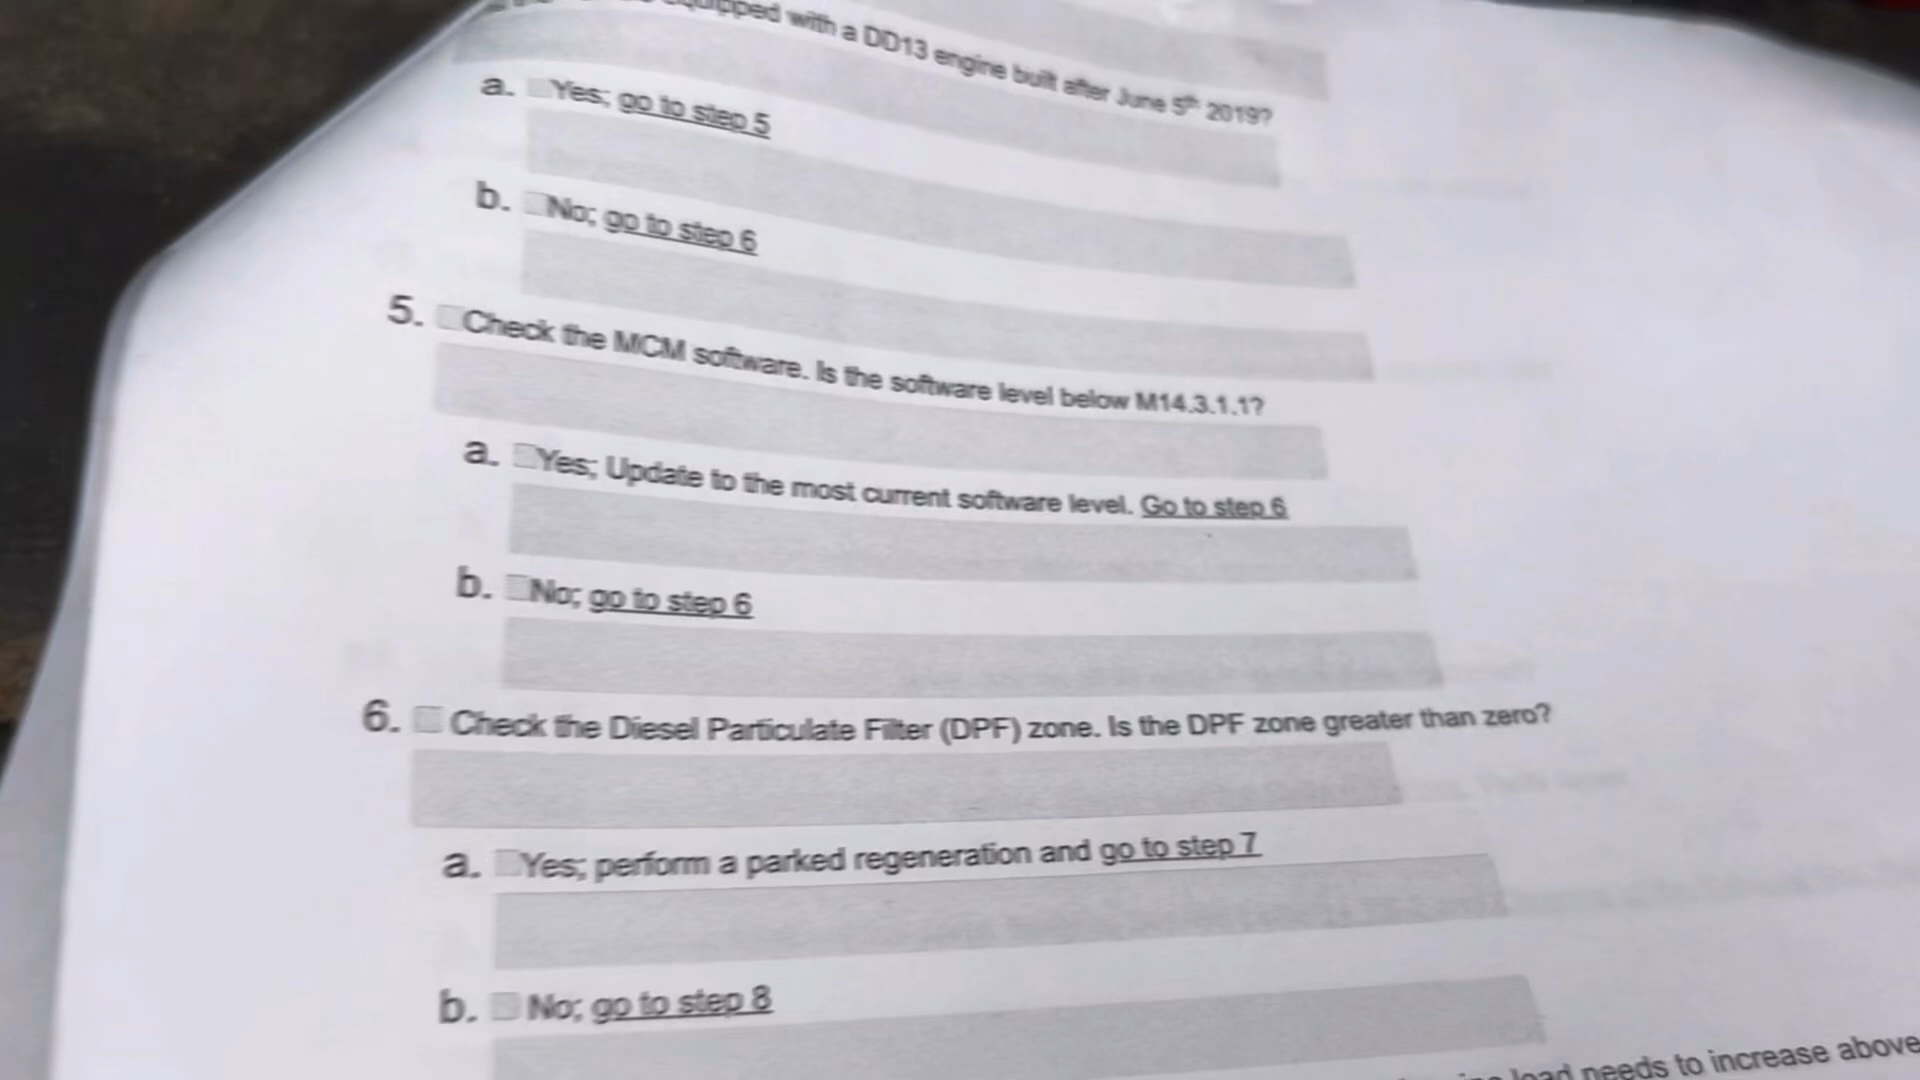 equipped with a DD13 engine built after June 5th 2019?
a. Yes; go to step 5
b. No; go to step 6
5. Check the MCM software. Is the software level below M14.3.1.1?
a. Yes; Update to the most current software level. Go to step 6
b. No; go to step 6
6. Check the Diesel Particulate Filter (DPF) zone. Is the DPF zone greater than zero?
a. Yes; perform a parked regeneration and go to step 7
b. No; go to step 8
load needs to increase above